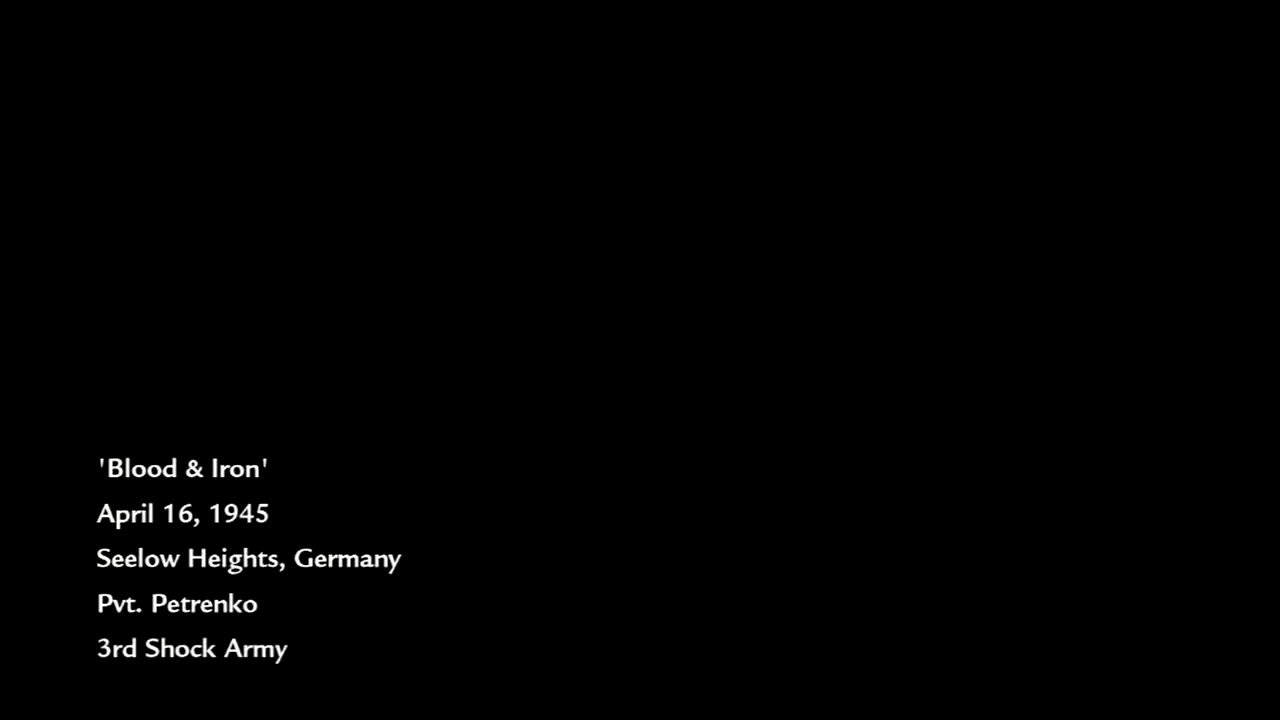 'Blood & Iron'
April 16, 1945
Seelow Heights, Germany
Pvt. Petrenko
3rd Shock Army